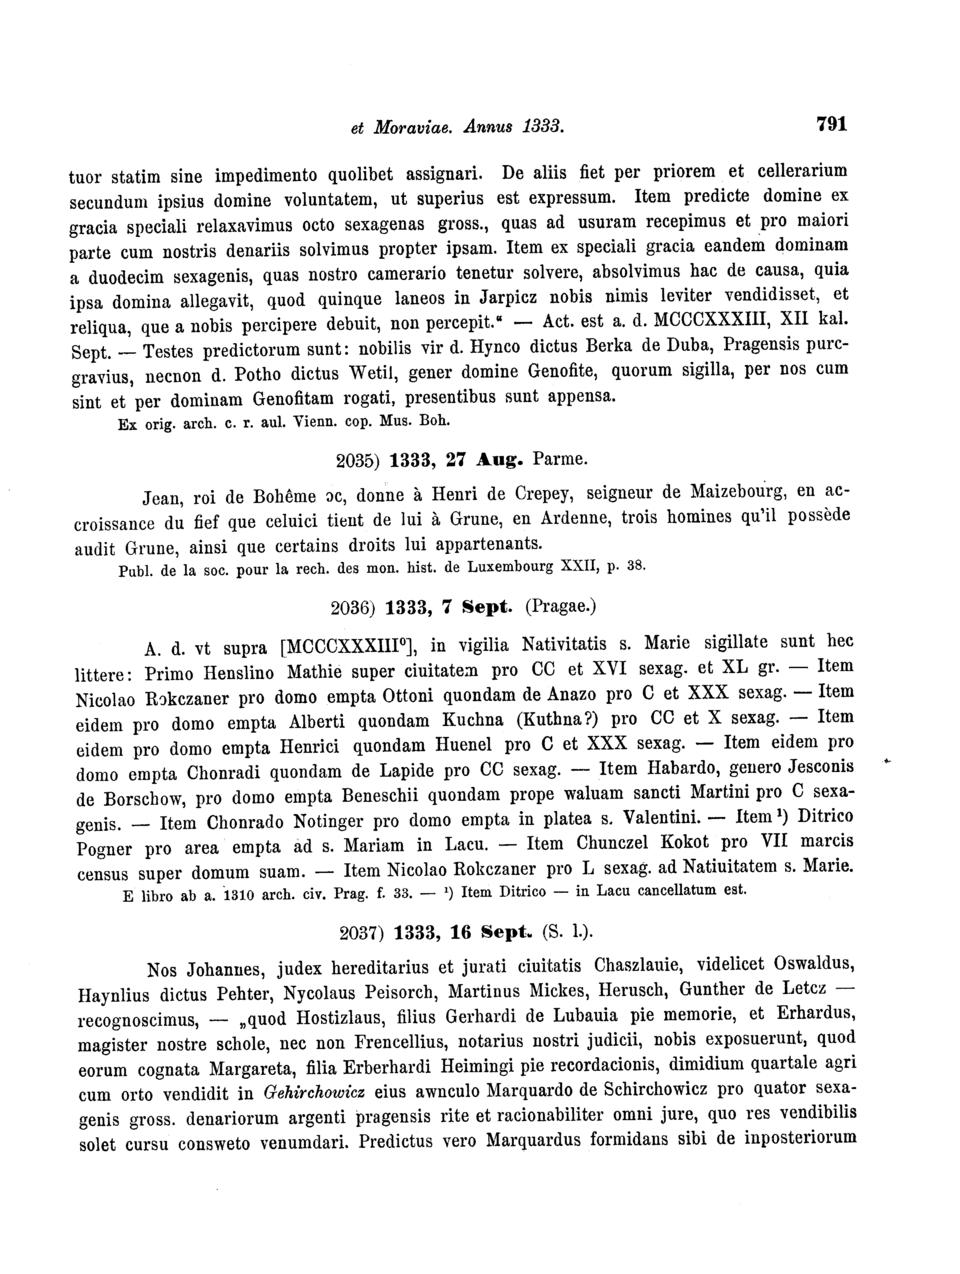 et Moraviae. Annus 1333. 791
tuor statim sine impedimento quolibet assignari. De aliis fiet per priorem et cellerarium
secundum ipsius domine voluntatem, ut superius est expressum. Item predicte domine ex
gracia speciali relaxavimus octo sexagenas gross., quas ad usuram recepimus et pro maiori
parte cum nostris denariis solvimus propter ipsam. Item ex speciali gracia eandem dominam
a duodecim sexagenis, quas nostro camerario tenetur solvere, absolvimus hac de causa, quia
ipsa domina allegavit, quod quinque laneos in Jarpicz nobis nimis leviter vendidisset, et
reliqua, que a nobis percipere debuit, non percepit.“ — Act. est a. d. MCCCXXXIII, XII kal.
Sept. — Testes predictorum sunt: nobilis vir d. Hynco dictus Berka de Duba, Pragensis purc-
gravius, necnon d. Potho dictus Wetil, gener domine Genofite, quorum sigilla, per nos cum
sint et per dominam Genofitam rogati, presentibus sunt appensa.
Ex orig. arch. c. r. aul. Vienn. cop. Mus. Boh.
2035) 1333, 27 Aug. Parme.
Jean, roi de Bohême ɔc, donne à Henri de Crepey, seigneur de Maizebourg, en ac-
croissance du fief que celuici tient de lui à Grune, en Ardenne, trois homines qu'il possède
audit Grune, ainsi que certains droits lui appartenants.
Publ. de la soc. pour la rech. des mon. hist. de Luxembourg XXII, p. 38.
2036) 1333, 7 Sept. (Pragae.)
A. d. vt supra [MCCCXXXIII⁰], in vigilia Nativitatis s. Marie sigillate sunt hec
littere: Primo Henslino Mathie super ciuitatem pro CC et XVI sexag. et XL gr. — Item
Nicolao Rokczaner pro domo empta Ottoni quondam de Anazo pro C et XXX sexag. — Item
eidem pro domo empta Alberti quondam Kuchna (Kuthna?) pro CC et X sexag. — Item
eidem pro domo empta Henrici quondam Huenel pro C et XXX sexag. — Item eidem pro
domo empta Chonradi quondam de Lapide pro CC sexag. — Item Habardo, genero Jesconis
de Borschow, pro domo empta Beneschii quondam prope waluam sancti Martini pro C sexa-
genis. — Item Chonrado Notinger pro domo empta in platea s. Valentini. — Item ¹) Ditrico
Pogner pro area empta ad s. Mariam in Lacu. — Item Chunczel Kokot pro VII marcis
census super domum suam. — Item Nicolao Rokczaner pro L sexag. ad Natiuitatem s. Marie.
E libro ab a. 1310 arch. civ. Prag. f. 33. — ¹) Item Ditrico — in Lacu cancellatum est.
2037) 1333, 16 Sept. (S. l.).
Nos Johannes, judex hereditarius et jurati ciuitatis Chaszlauie, videlicet Oswaldus,
Haynlius dictus Pehter, Nycolaus Peisorch, Martinus Mickes, Herusch, Gunther de Letcz —
recognoscimus, — „quod Hostizlaus, filius Gerhardi de Lubauia pie memorie, et Erhardus,
magister nostre schole, nec non Frencellius, notarius nostri judicii, nobis exposuerunt, quod
eorum cognata Margareta, filia Erberhardi Heimingi pie recordacionis, dimidium quartale agri
cum orto vendidit in Gehirchowicz eius awnculo Marquardo de Schirchowicz pro quator sexa-
genis gross. denariorum argenti pragensis rite et racionabiliter omni jure, quo res vendibilis
solet cursu consweto venumdari. Predictus vero Marquardus formidans sibi de inposteriorum